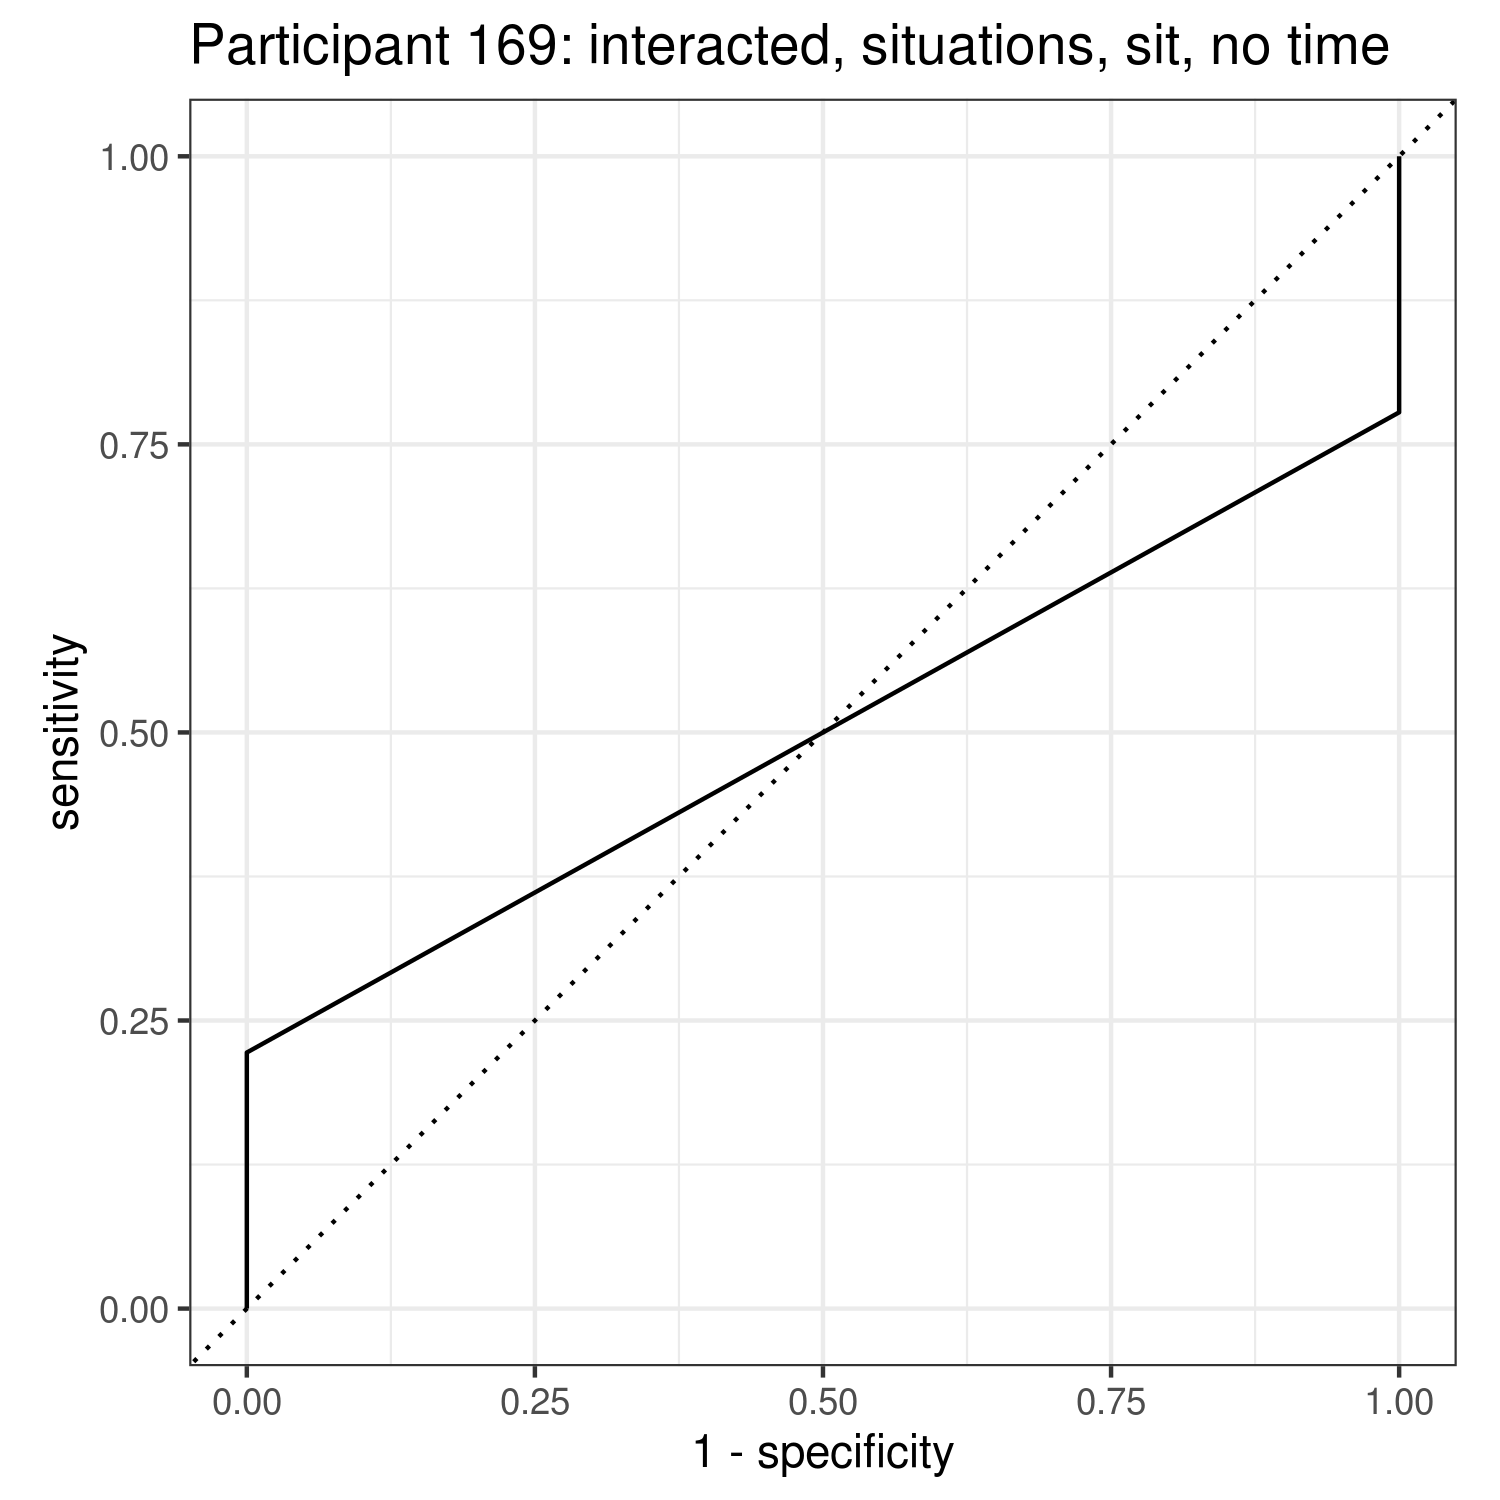 Participant 169: interacted, situations, sit, no time
1.00
0.75
0.50
0.25
0.00
sensitivity
0.00 0.25 0.50 0.75 1.00
1 - specificity